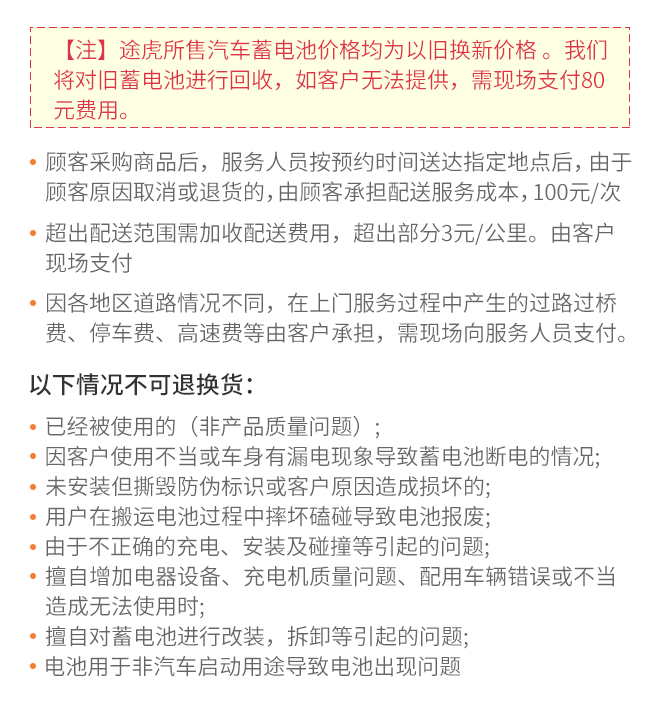 【注】途虎所售汽车蓄电池价格均为以旧换新价格 。我们
将对旧蓄电池进行回收，如客户无法提供，需现场支付80
元费用。
• 顾客采购商品后，服务人员按预约时间送达指定地点后，由于
顾客原因取消或退货的，由顾客承担配送服务成本，100元/次
• 超出配送范围需加收配送费用，超出部分3元/公里。由客户
现场支付
• 因各地区道路情况不同，在上门服务过程中产生的过路过桥
费、停车费、高速费等由客户承担，需现场向服务人员支付。
以下情况不可退换货：
• 已经被使用的（非产品质量问题）;
• 因客户使用不当或车身有漏电现象导致蓄电池断电的情况;
• 未安装但撕毁防伪标识或客户原因造成损坏的;
• 用户在搬运电池过程中摔坏磕碰导致电池报废;
• 由于不正确的充电、安装及碰撞等引起的问题;
• 擅自增加电器设备、充电机质量问题、配用车辆错误或不当
造成无法使用时;
• 擅自对蓄电池进行改装，拆卸等引起的问题;
• 电池用于非汽车启动用途导致电池出现问题